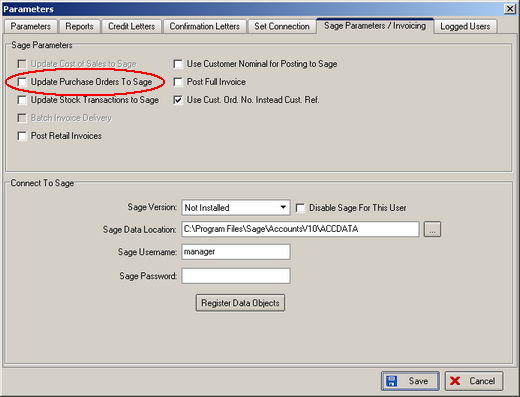 Parameters
Parameters Reports Credit Letters Confirmation Letters Set Connection Sage Parameters / Invoicing Logged Users
Sage Parameters
Update Cost of Sales to Sage Use Customer Nominal for Posting to Sage
Update Purchase Orders To Sage Post Full Invoice
Update Stock Transactions to Sage Use Cust. Ord. No. Instead Cust. Ref.
Batch Invoice Delivery
Post Retail Invoices
Connect To Sage
Sage Version: Not Installed Disable Sage For This User
Sage Data Location: C:\Program Files\Sage\AccountsV10\ACCDATA ...
Sage Username: manager
Sage Password:
Register Data Objects
Save Cancel